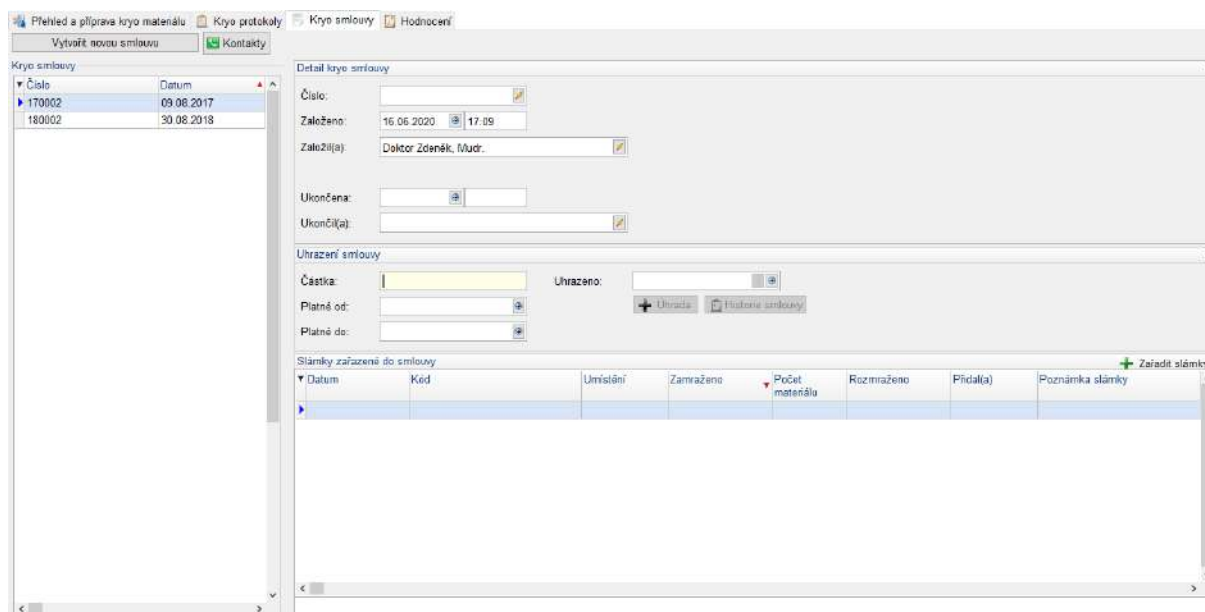 Přehled a příprava kryo materiálu Kryo protokoly Kryo smlouvy Hodnocení
Vytvořit novou smlouvu Kontakty
Kryo smlouvy
Číslo Datum
170002 09.08.2017
180002 30.08.2018
Detail kryo smlouvy
Číslo:
Založeno: 16.06.2020 17:09
Založil(a): Doktor Zdeněk, Mudr.
Ukončena:
Ukončil(a):
Uhrazení smlouvy
Částka: Uhrazeno:
Platné od: Úhrada Historie smlouvy
Platné do:
Slámky zařazené do smlouvy Zařadit slámky
Datum Kód Umístění Zamraženo Počet materiálu Rozmraženo Přidal(a) Poznámka slámky